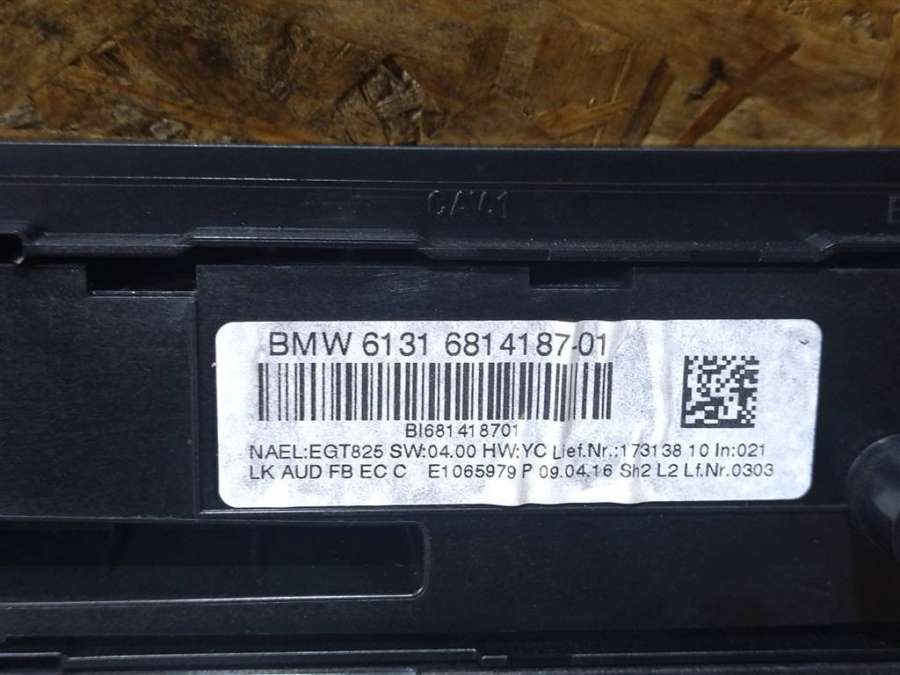 CAV.1
BMW 6131 6814187-01
BI681418701
NAEL:EGT825 SW:04.00 HW:YC Lief.Nr.:173138 10 In:021
LK AUD FB EC C E1065979 P 09.04.16 Sh2 L2 Lf.Nr.0303